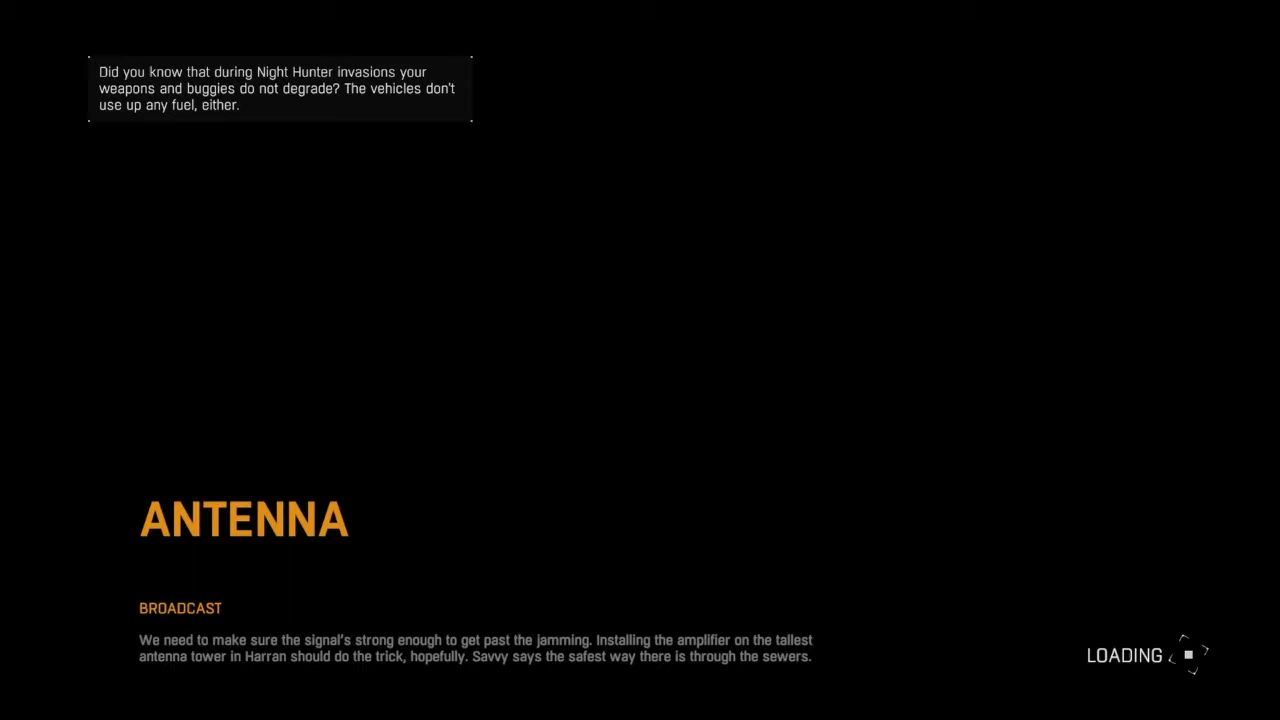 Did you know that during Night Hunter invasions your
weapons and buggies do not degrade? The vehicles don't
use up any fuel, either.
ANTENNA
BROADCAST
We need to make sure the signal's strong enough to get past the jamming. Installing the amplifier on the tallest
antenna tower in Harran should do the trick, hopefully. Savvy says the safest way there is through the sewers.
LOADING